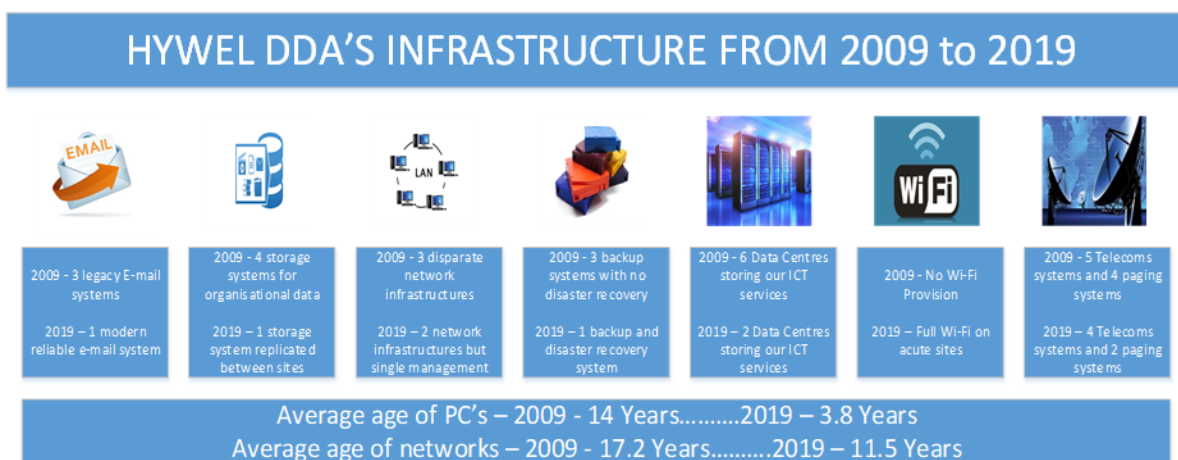 HYWEL DDA’S INFRASTRUCTURE FROM 2009 to 2019
EMAIL
LAN
Wi Fi
2009 - 3 legacy E-mail
systems
2019 – 1 modern
reliable e-mail system
2009 - 4 storage
systems for
organisational data
2019 – 1 storage
system replicated
between sites
2009 - 3 disparate
network
infrastructures
2019 – 2 network
infrastructures but
single management
2009 - 3 backup
systems with no
disaster recovery
2019 – 1 backup and
disaster recovery
system
2009 - 6 Data Centres
storing our ICT
services
2019 – 2 Data Centres
storing our ICT
services
2009 - No Wi-Fi
Provision
2019 – Full Wi-Fi on
acute sites
2009 - 5 Telecoms
systems and 4 paging
systems
2019 – 4 Telecoms
systems and 2 paging
systems
Average age of PC’s – 2009 - 14 Years……….2019 – 3.8 Years
Average age of networks – 2009 - 17.2 Years……….2019 – 11.5 Years